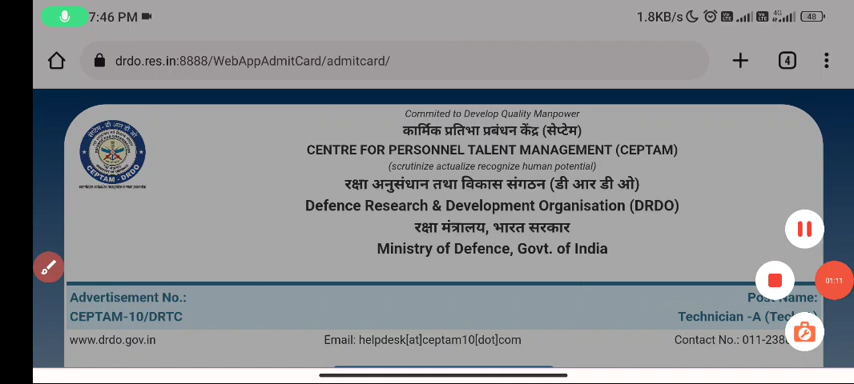 7:46 PM
1.8KB/s 4G 48
drdo.res.in:8888/WebAppAdmitCard/admitcard/
4
Commited to Develop Quality Manpower
कार्मिक प्रतिभा प्रबंधन केंद्र (सेप्टेम)
CENTRE FOR PERSONNEL TALENT MANAGEMENT (CEPTAM)
(scrutinize actualize recognize human potential)
रक्षा अनुसंधान तथा विकास संगठन (डी आर डी ओ)
Defence Research & Development Organisation (DRDO)
रक्षा मंत्रालय, भारत सरकार
Ministry of Defence, Govt. of India
CEPTAM - DRDO
01:11
Advertisement No.: Name:
CEPTAM-10/DRTC Technician -A
www.drdo.gov.in Email: helpdesk[at]ceptam10[dot]com Contact No.: